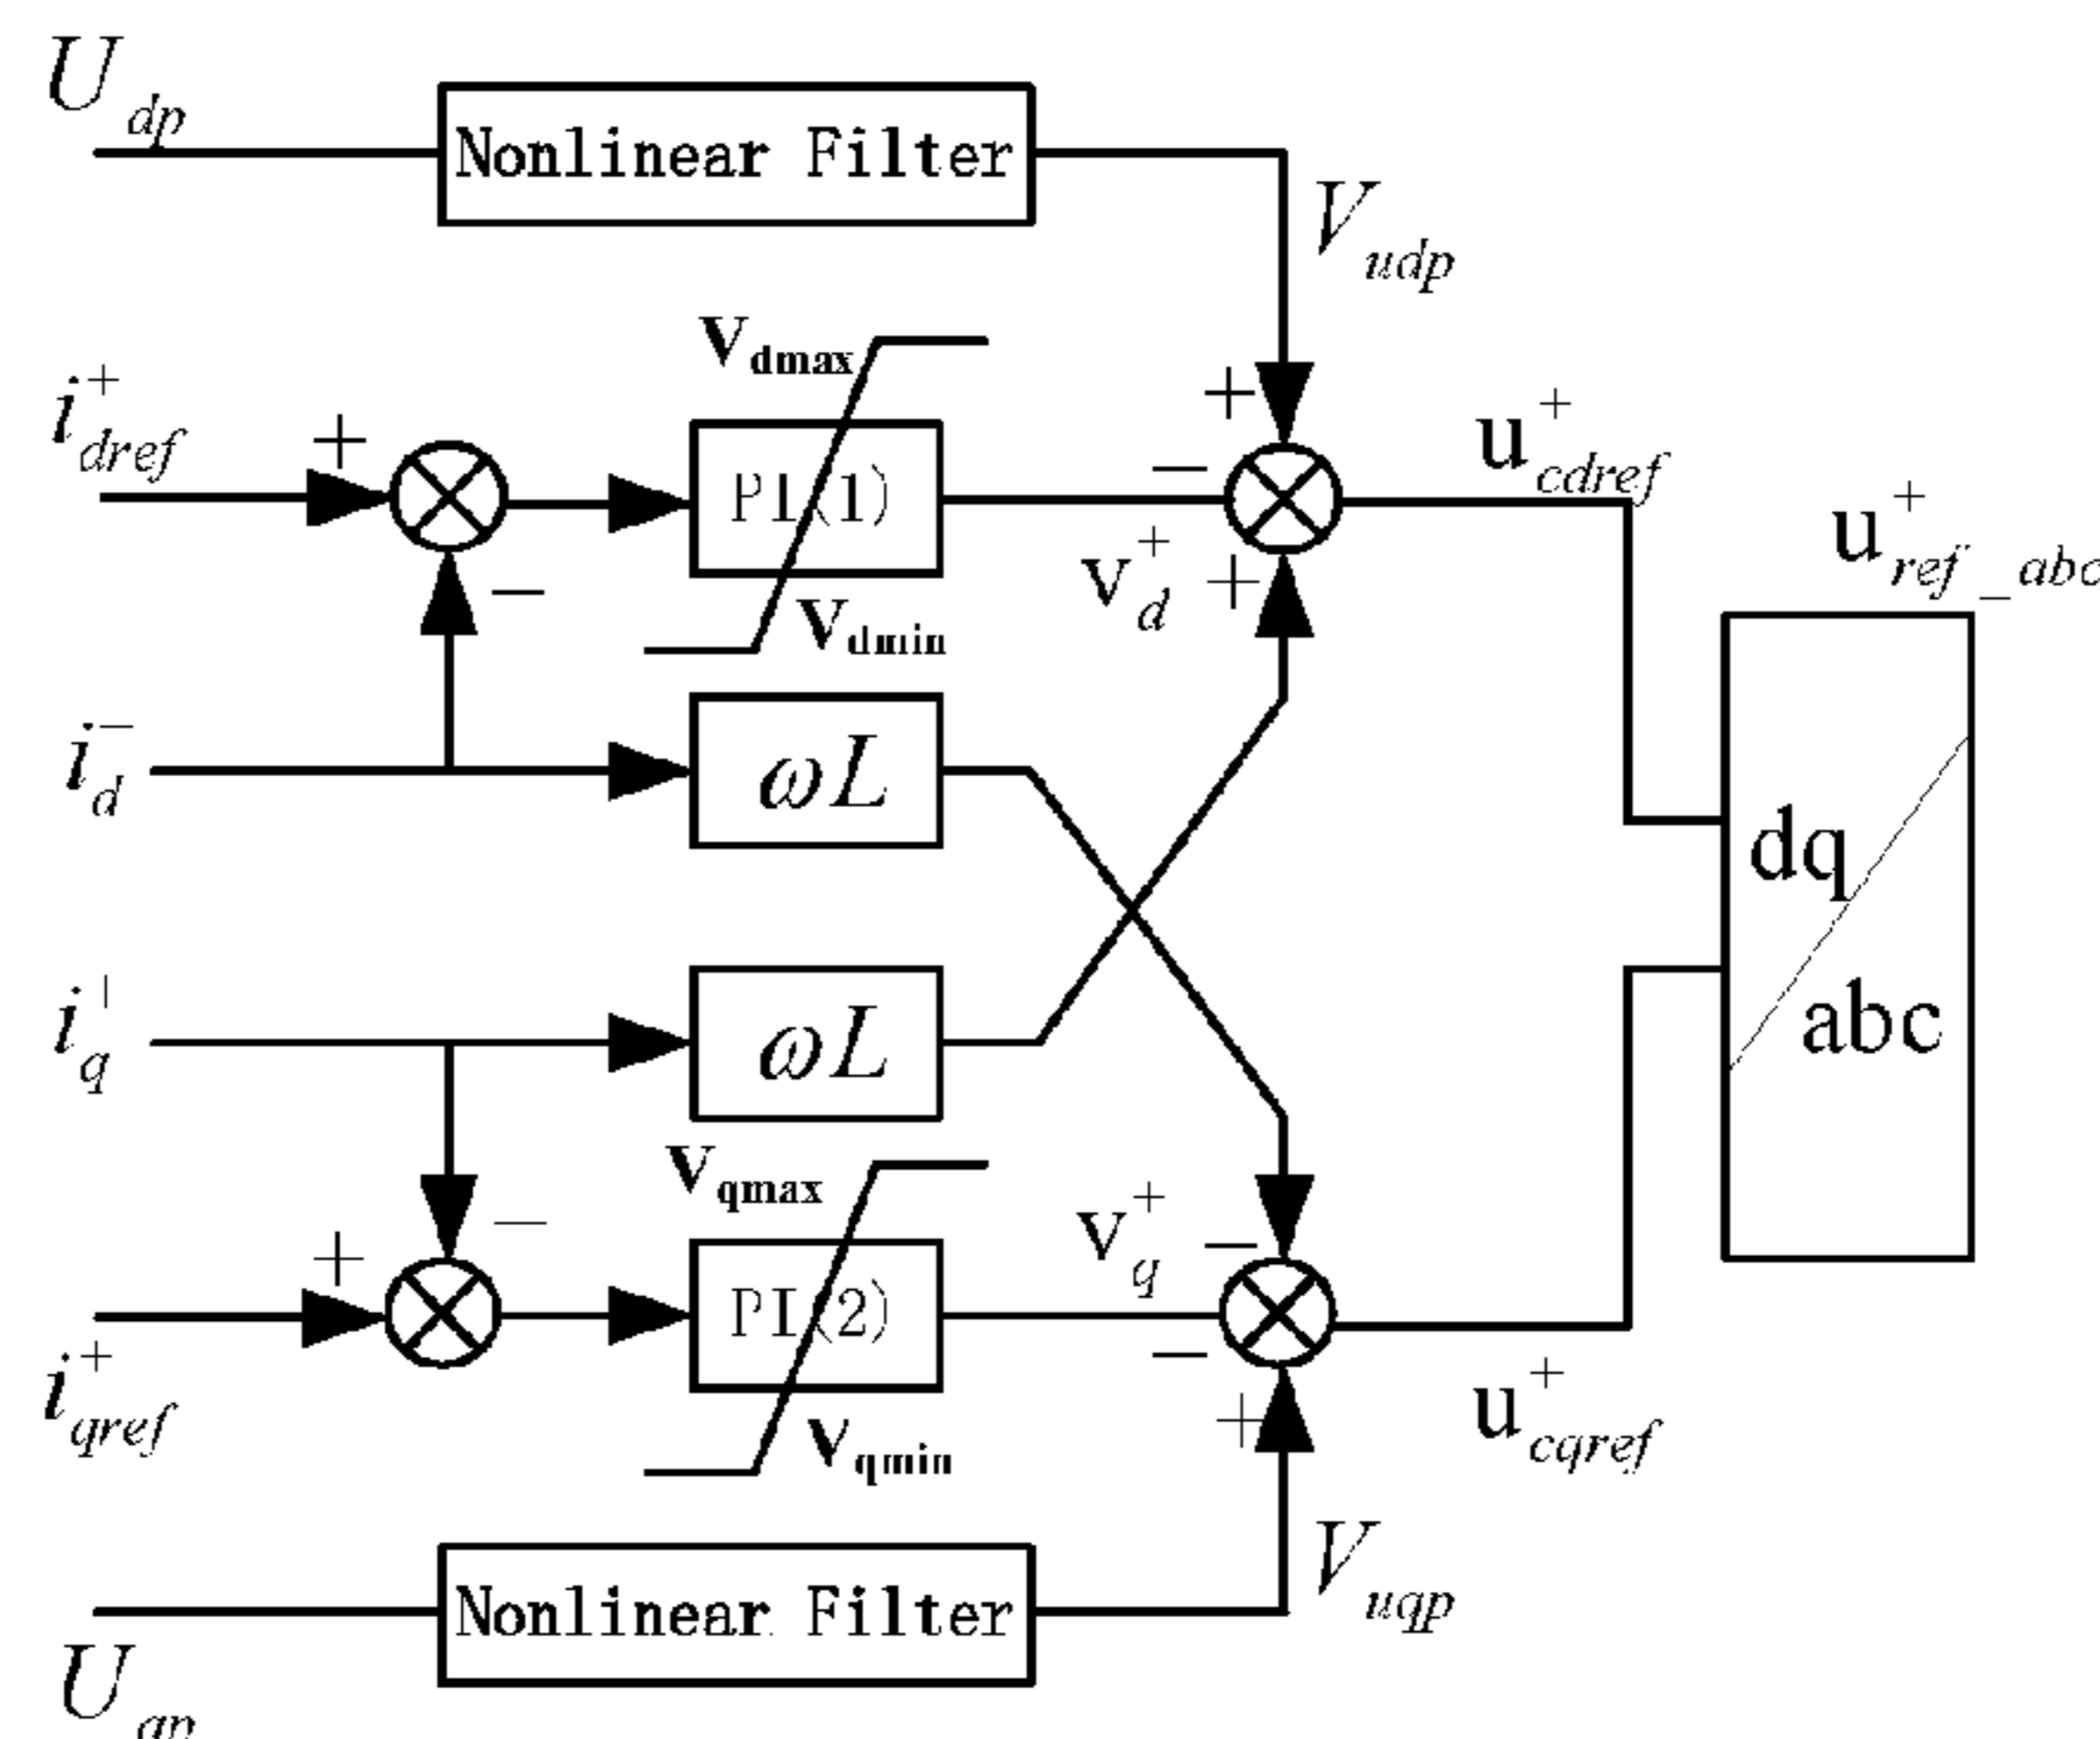 U_dp
Nonlinear Filter
V_udp
V_dmax
i^+_dref
+
+
PI(1)
−
u^+_cdref
u^+_ref_abc
−
v^+_d
+
V_dmin
i^−_d
ωL
dq
i^+_q
ωL
abc
V_qmax
−
v^+_q
−
+
PI(2)
−
i^+_qref
+
u^+_cqref
V_qmin
V_uqp
Nonlinear Filter
U_qp